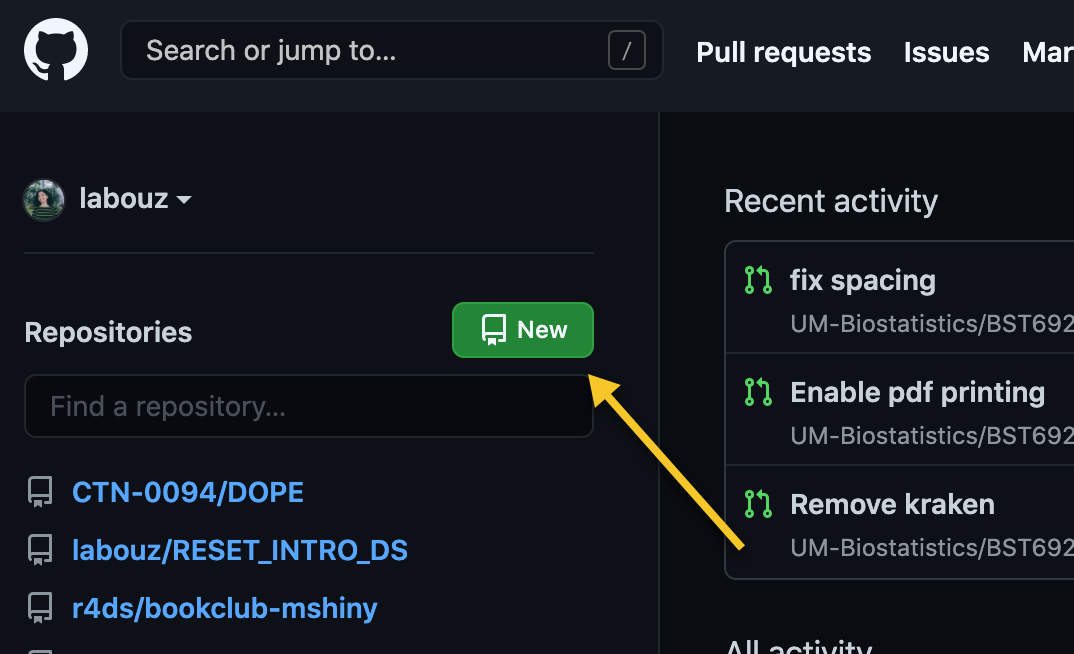 Search or jump to... /
Pull requests Issues Mar
labouz
Repositories
New
Find a repository...
CTN-0094/DOPE
labouz/RESET_INTRO_DS
r4ds/bookclub-mshiny
Recent activity
fix spacing
UM-Biostatistics/BST692
Enable pdf printing
UM-Biostatistics/BST692
Remove kraken
UM-Biostatistics/BST692
All activity